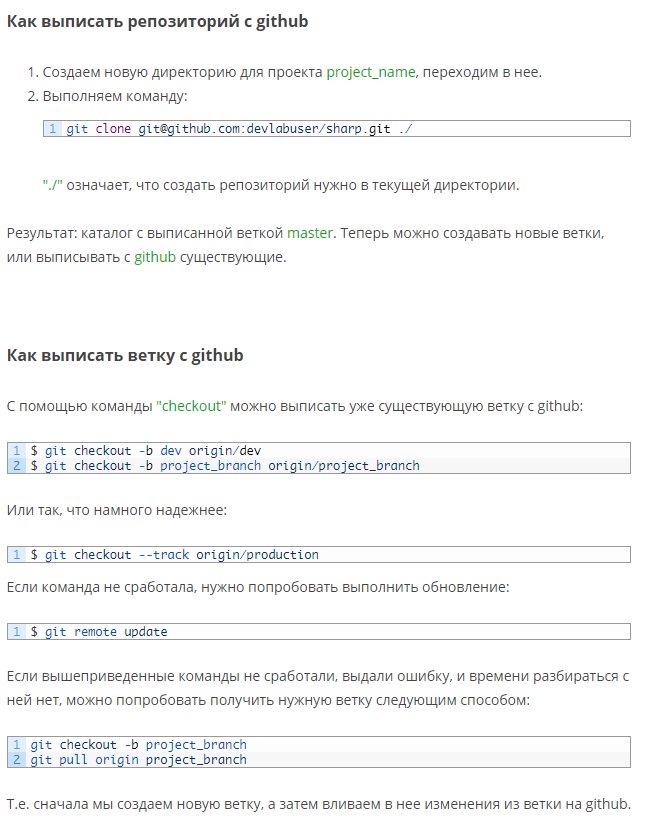 Как выписать репозиторий с github
1. Создаем новую директорию для проекта project_name, переходим в нее.
2. Выполняем команду:
1 git clone git@github.com:devlabuser/sharp.git ./
"./" означает, что создать репозиторий нужно в текущей директории.
Результат: каталог с выписанной веткой master. Теперь можно создавать новые ветки,
или выписывать с github существующие.
Как выписать ветку с github
С помощью команды "checkout" можно выписать уже существующую ветку с github:
1 $ git checkout -b dev origin/dev
2 $ git checkout -b project_branch origin/project_branch
Или так, что намного надежнее:
1 $ git checkout --track origin/production
Если команда не сработала, нужно попробовать выполнить обновление:
1 $ git remote update
Если вышеприведенные команды не сработали, выдали ошибку, и времени разбираться с
ней нет, можно попробовать получить нужную ветку следующим способом:
1 git checkout -b project_branch
2 git pull origin project_branch
Т.е. сначала мы создаем новую ветку, а затем вливаем в нее изменения из ветки на github.